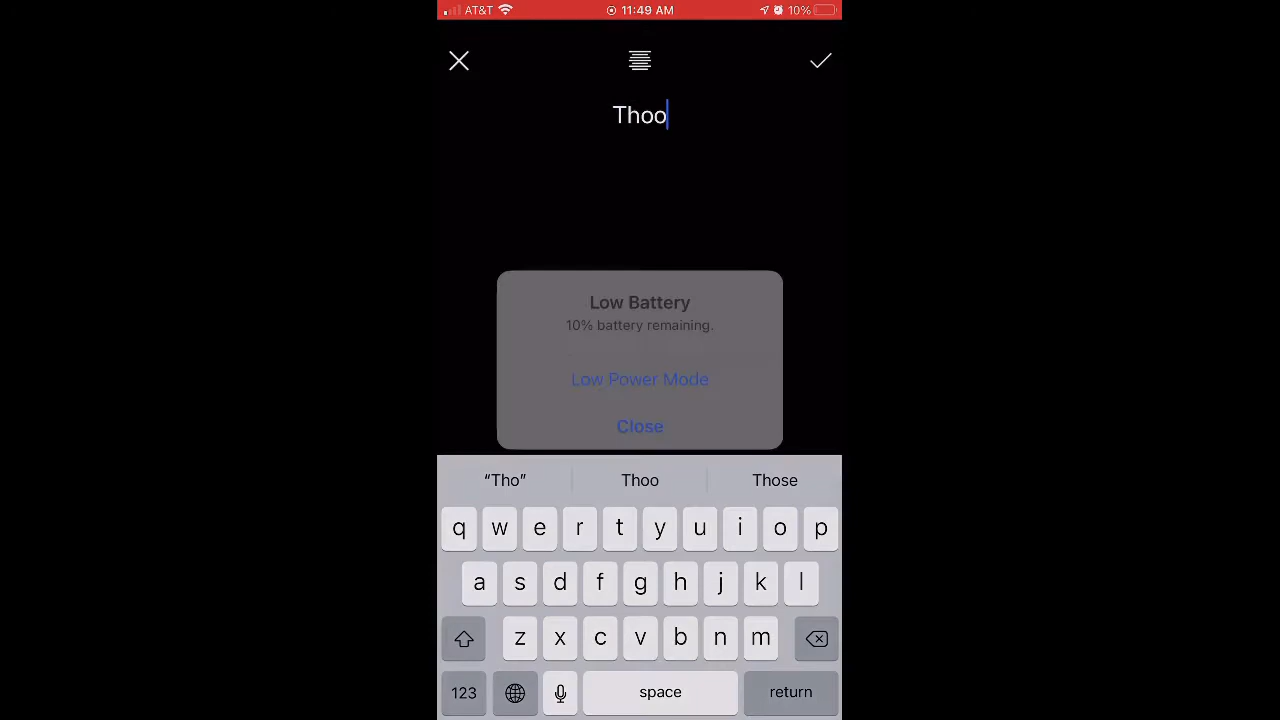 AT&T 11:49 AM 10%
Thoo
Low Battery
10% battery remaining.
Low Power Mode
Close
“Tho” Thoo Those
q w e r t y u i o p
a s d f g h j k l
z x c v b n m
123 space return